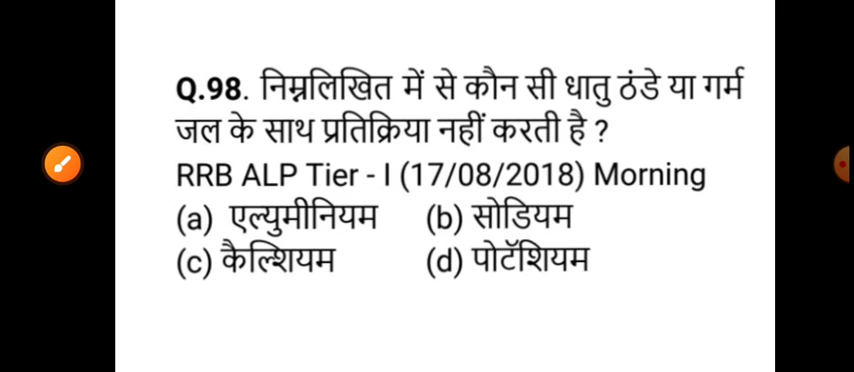 Q.98. निम्नलिखित में से कौन सी धातु ठंडे या गर्म
जल के साथ प्रतिक्रिया नहीं करती है ?
RRB ALP Tier - I (17/08/2018) Morning
(a) एल्युमीनियम (b) सोडियम
(c) कैल्शियम (d) पोटॅशियम